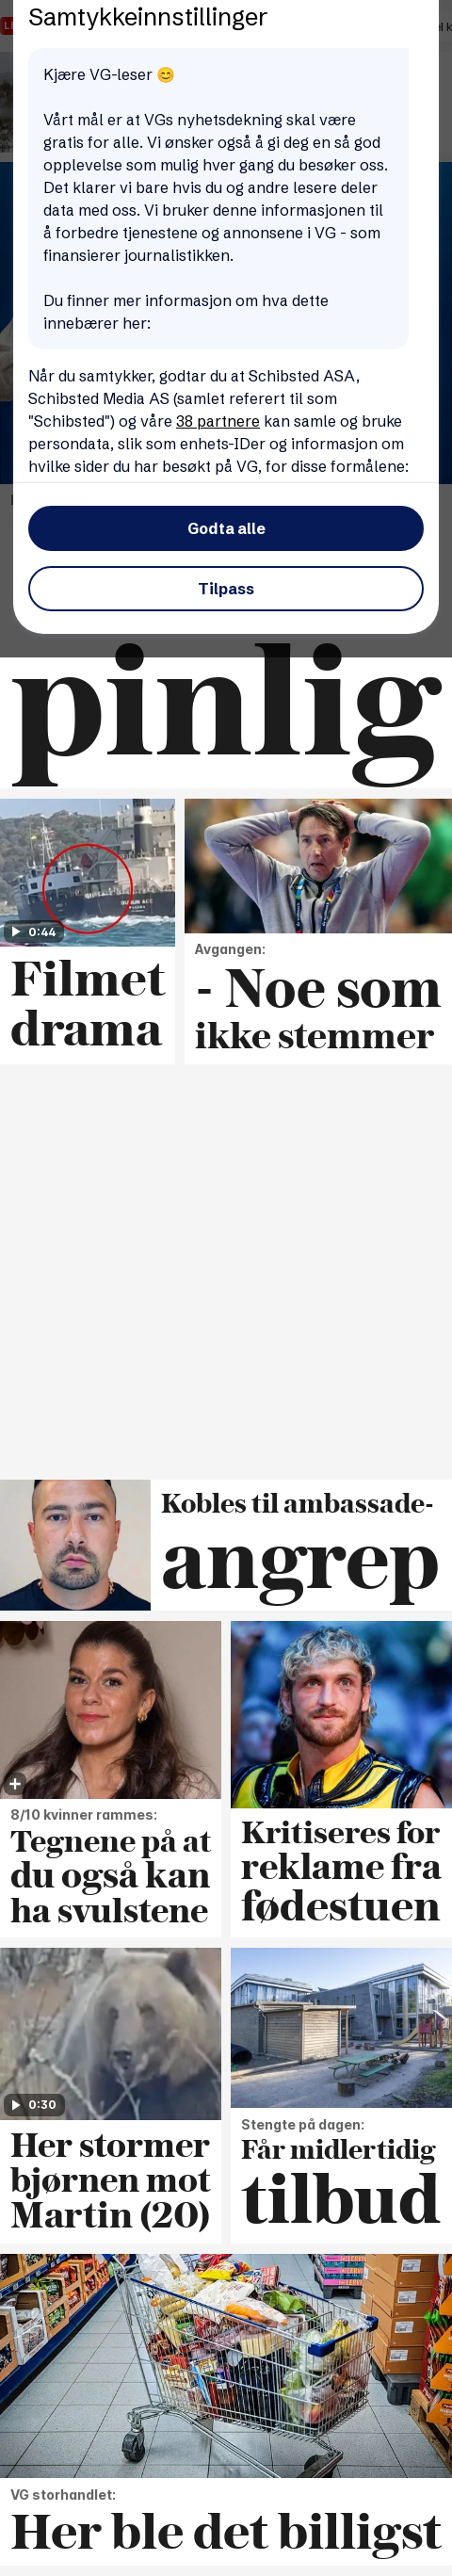 Samtykkeinnstillinger
Kjære VG-leser 😊
Vårt mål er at VGs nyhetsdekning skal være
gratis for alle. Vi ønsker også å gi deg en så god
opplevelse som mulig hver gang du besøker oss.
Det klarer vi bare hvis du og andre lesere deler
data med oss. Vi bruker denne informasjonen til
å forbedre tjenestene og annonsene i VG - som
finansierer journalistikken.
Du finner mer informasjon om hva dette
innebærer her:
Når du samtykker, godtar du at Schibsted ASA,
Schibsted Media AS (samlet referert til som
"Schibsted") og våre 38 partnere kan samle og bruke
persondata, slik som enhets-IDer og informasjon om
hvilke sider du har besøkt på VG, for disse formålene:
Godta alle
Tilpass
pinlig
0:44
Filmet
drama
Avgangen:
- Noe som
ikke stemmer
Kobles til ambassade-
angrep
8/10 kvinner rammes:
Tegnene på at
du også kan
ha svulstene
Kritiseres for
reklame fra
fødestuen
0:30
Her stormer
bjørnen mot
Martin (20)
Stengte på dagen:
Får midlertidig
tilbud
VG storhandlet:
Her ble det billigst